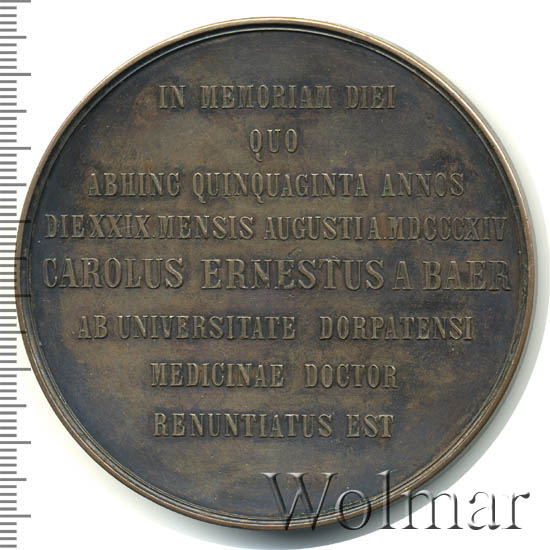 IN MEMORIAM DIEI
QUO
ABHINC QUINQUAGINTA ANNOS
DIE XXIX. MENSIS AUGUSTI A. MDCCCXIV
CAROLUS ERNESTUS A BAER
AB UNIVERSITATE DORPATENSI
MEDICINAE DOCTOR
RENUNTIATUS EST
Wolmar